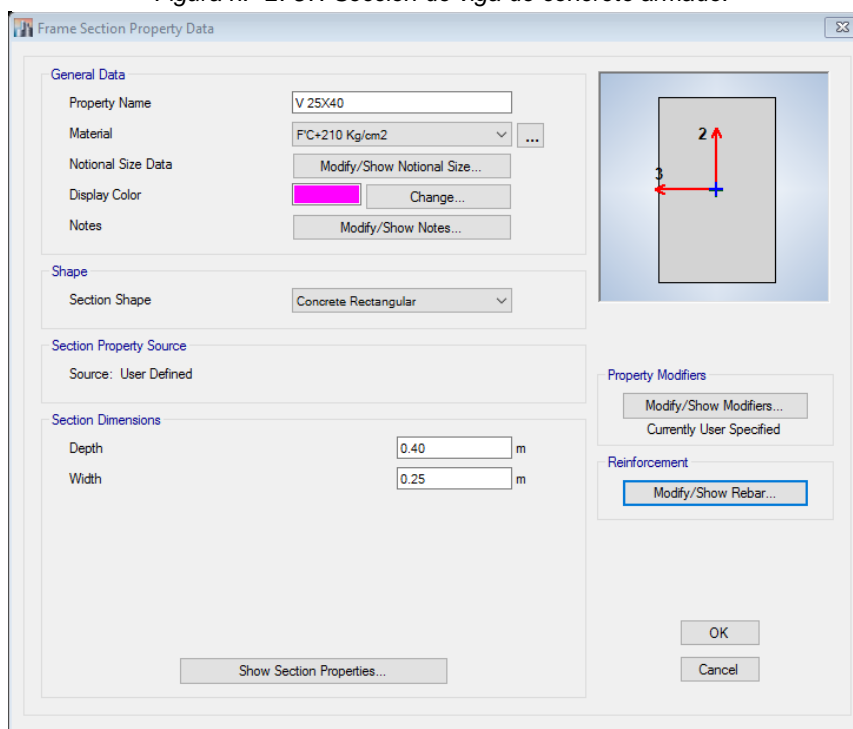 Frame Section Property Data
General Data
Property Name V 25X40
Material F'C+210 Kg/cm2 ...
Notional Size Data Modify/Show Notional Size...
Display Color Change...
Notes Modify/Show Notes...
2
3
Shape
Section Shape Concrete Rectangular
Section Property Source
Source: User Defined
Property Modifiers
Modify/Show Modifiers...
Currently User Specified
Section Dimensions
Depth 0.40 m
Width 0.25 m
Reinforcement
Modify/Show Rebar...
Show Section Properties...
OK
Cancel